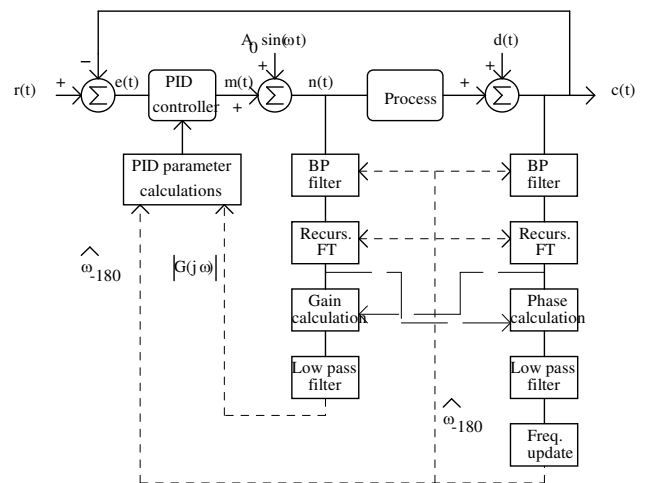 A0 sin(ωt)
d(t)
−
+
+
r(t)
+
Σ
e(t)
PID
controller
m(t)
+
Σ
n(t)
Process
+
Σ
c(t)
PID parameter
calculations
BP
filter
BP
filter
Recurs.
FT
Recurs.
FT
ω̂-180
|G(jω)|
Gain
calculation
Phase
calculation
Low pass
filter
Low pass
filter
ω̂-180
Freq.
update